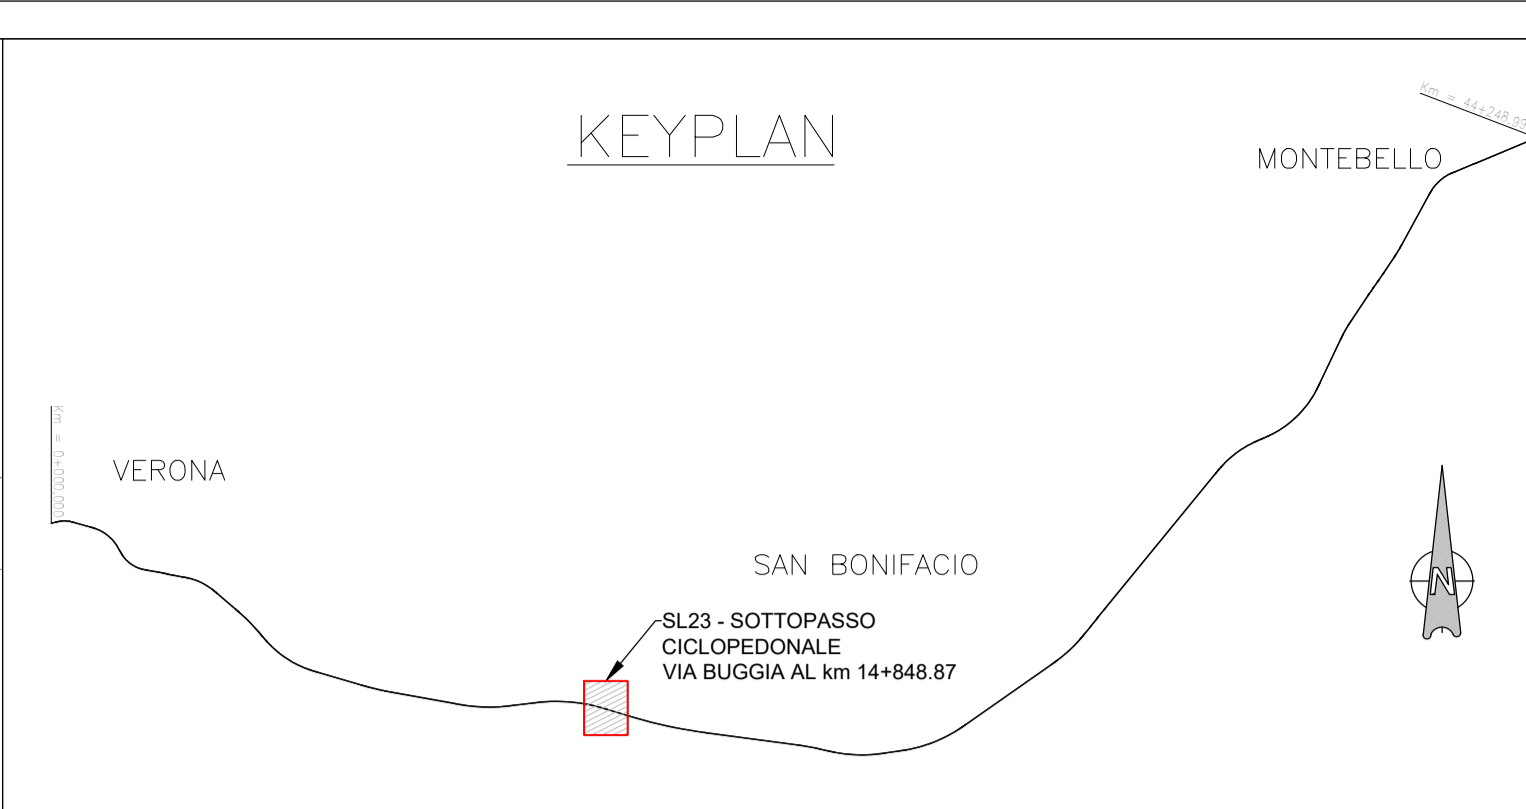 KEYPLAN
Km = 44+248.99
MONTEBELLO
Km = 0+000.000
VERONA
SAN BONIFACIO
SL23 - SOTTOPASSO
CICLOPEDONALE
VIA BUGGIA AL km 14+848.87
N